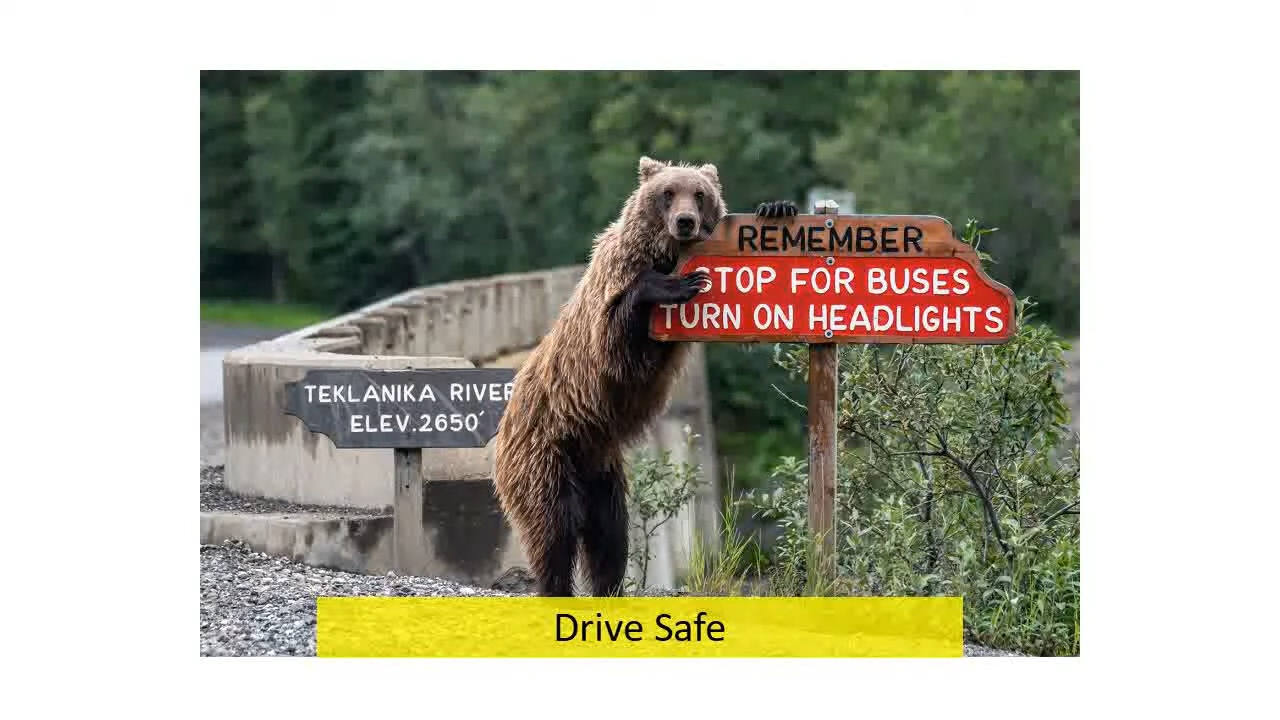 REMEMBER
STOP FOR BUSES
TURN ON HEADLIGHTS
TEKLANIKA RIVER
ELEV.2650′
Drive Safe